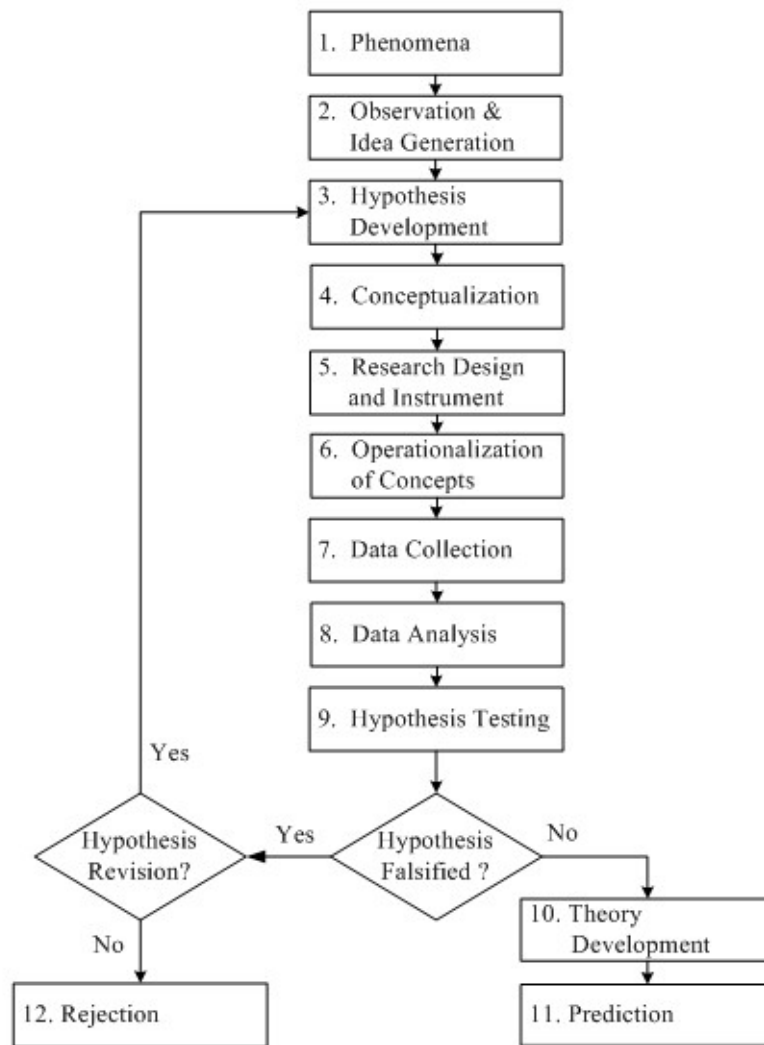 1. Phenomena
2. Observation &
Idea Generation
3. Hypothesis
Development
4. Conceptualization
5. Research Design
and Instrument
6. Operationalization
of Concepts
7. Data Collection
8. Data Analysis
9. Hypothesis Testing
Yes
Hypothesis
Revision?
Yes
Hypothesis
Falsified ?
No
10. Theory
Development
No
12. Rejection
11. Prediction